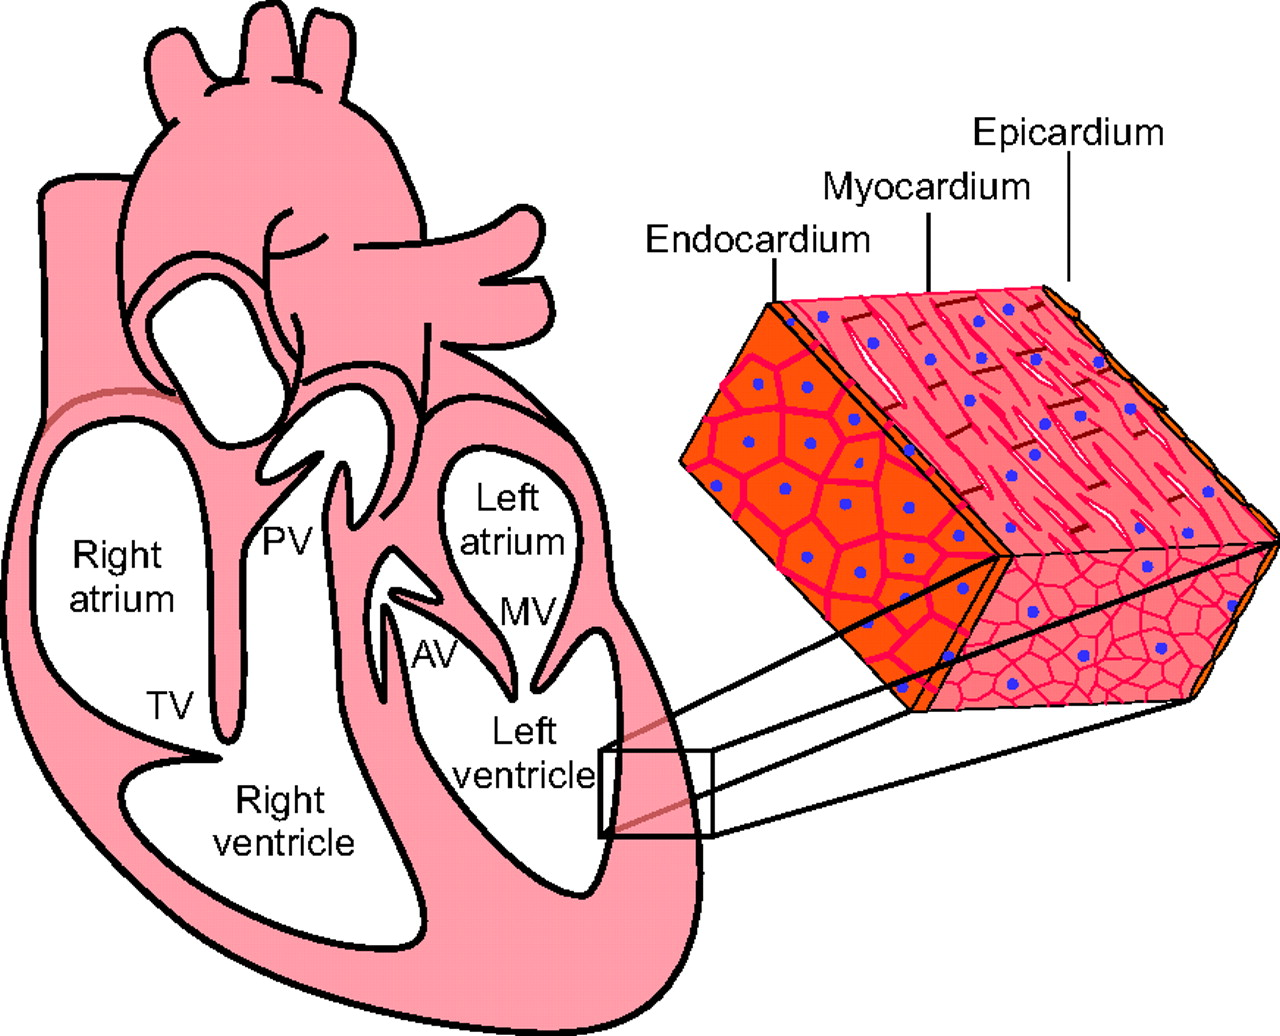 Epicardium
Myocardium
Endocardium
Left
atrium
PV
Right
atrium
MV
AV
TV
Left
ventricle
Right
ventricle